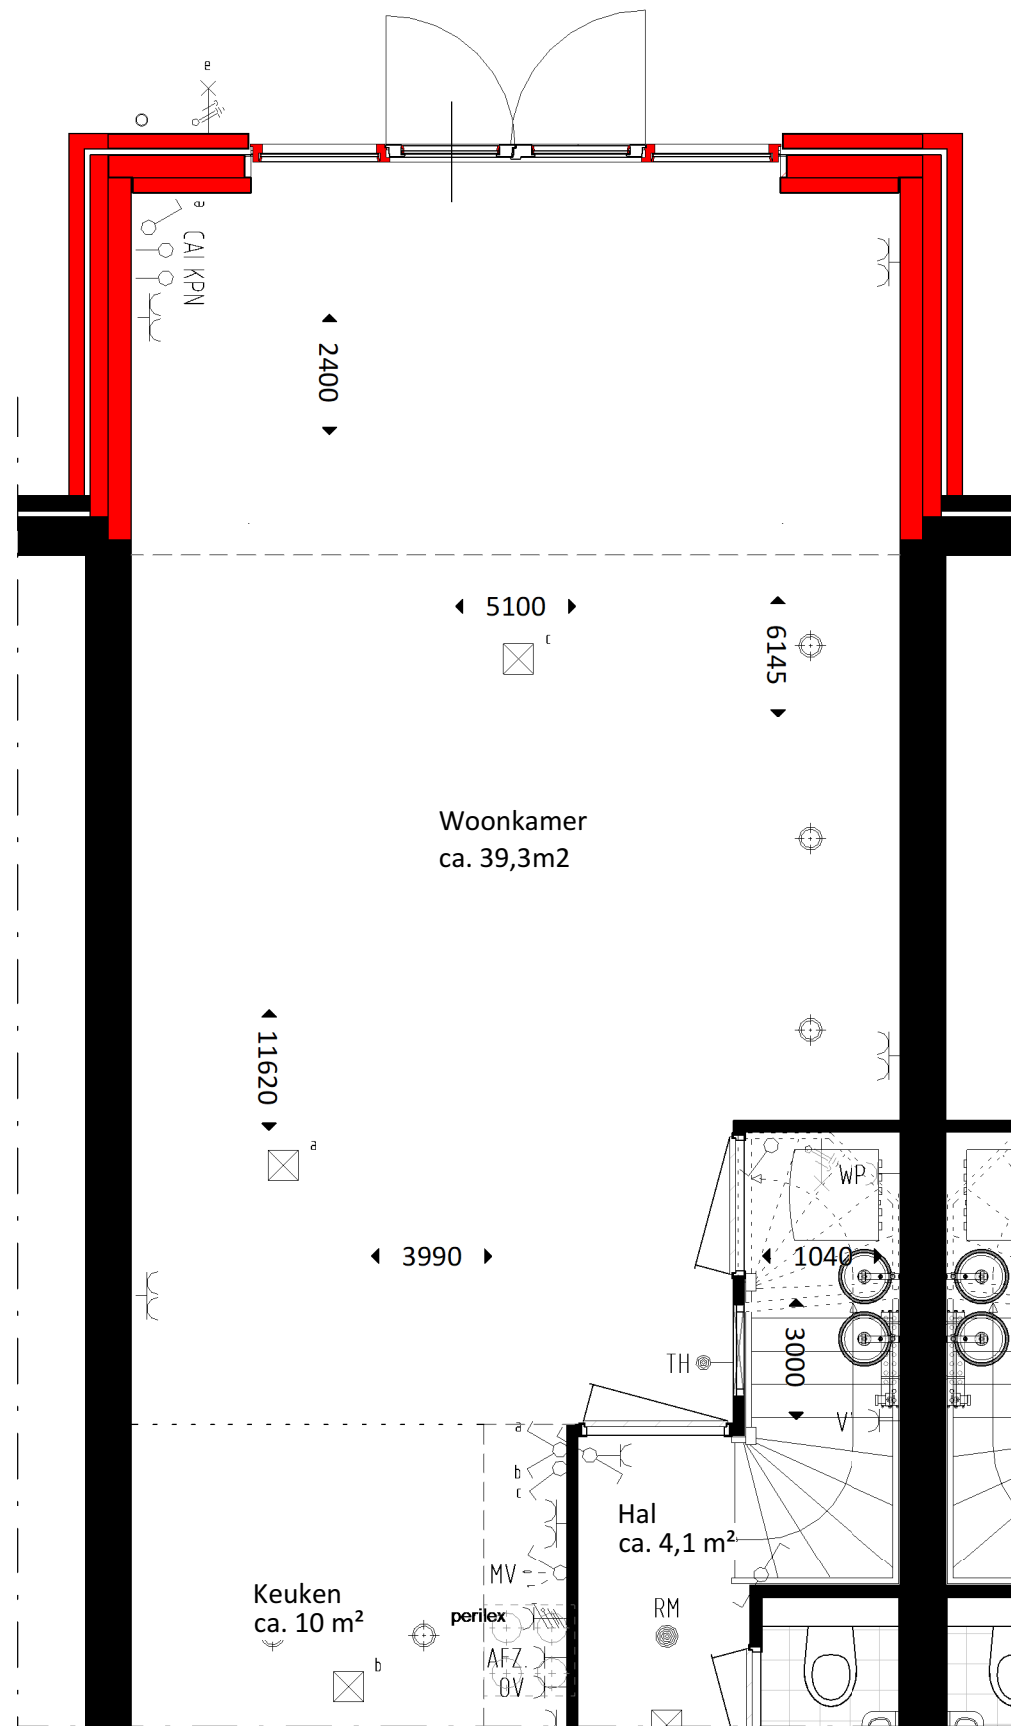 e
e
CAI KPN
2400
5100
6145
c
Woonkamer
ca. 39,3m2
11620
a
WP
3990
1040
3000
TH
V
a
b
c
Hal
ca. 4,1 m²
MV
Keuken
ca. 10 m²
perilex
RM
AFZ.
OV
b